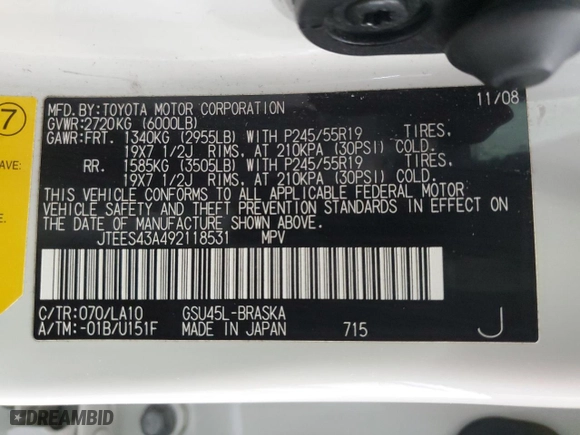 MFD. BY: TOYOTA MOTOR CORPORATION 11/08
GVWR:2720KG (6000LB)
GAWR:FRT. 1340KG (2955LB) WITH P245/55R19 TIRES,
19X7 1/2J RIMS, AT 210KPA (30PSI) COLD.
RR. 1585KG (3505LB) WITH P245/55R19 TIRES,
19X7 1/2J RIMS, AT 210KPA (30PSI) COLD.
THIS VEHICLE CONFORMS TO ALL APPLICABLE FEDERAL MOTOR
VEHICLE SAFETY AND THEFT PREVENTION STANDARDS IN EFFECT ON
THE DATE OF MANUFACTURE SHOWN ABOVE.
JTEES43A492118531 MPV
C/TR:070/LA10 GSU45L-BRASKA
A/TM:-01B/U151F MADE IN JAPAN 715 J
7
AVE:
DREAMBID